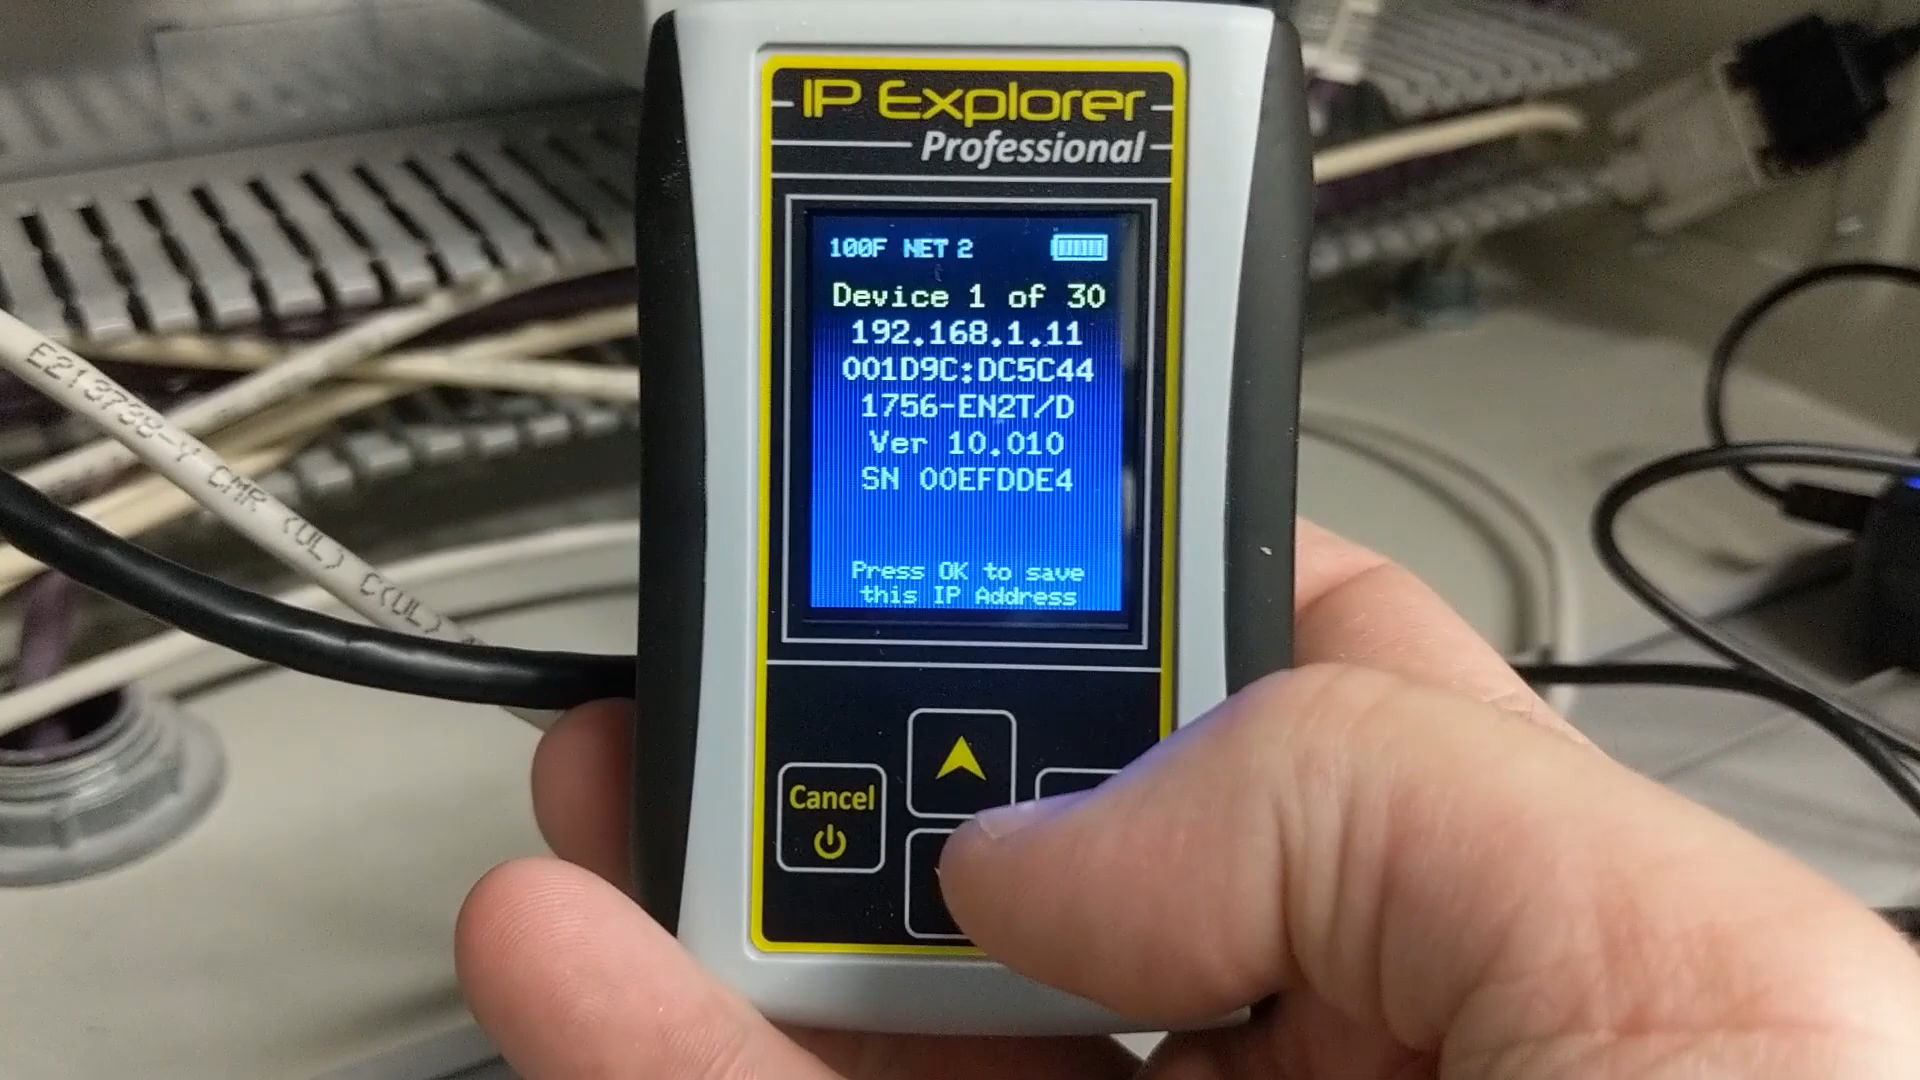 IP Explorer
Professional
100F NET 2
Device 1 of 30
192.168.1.11
001D9C:DC5C44
1756-EN2T/D
Ver 10.010
SN 00EFDDE4
Press OK to save
this IP Address
Cancel
E213738-Y CMR (UL) C(UL)